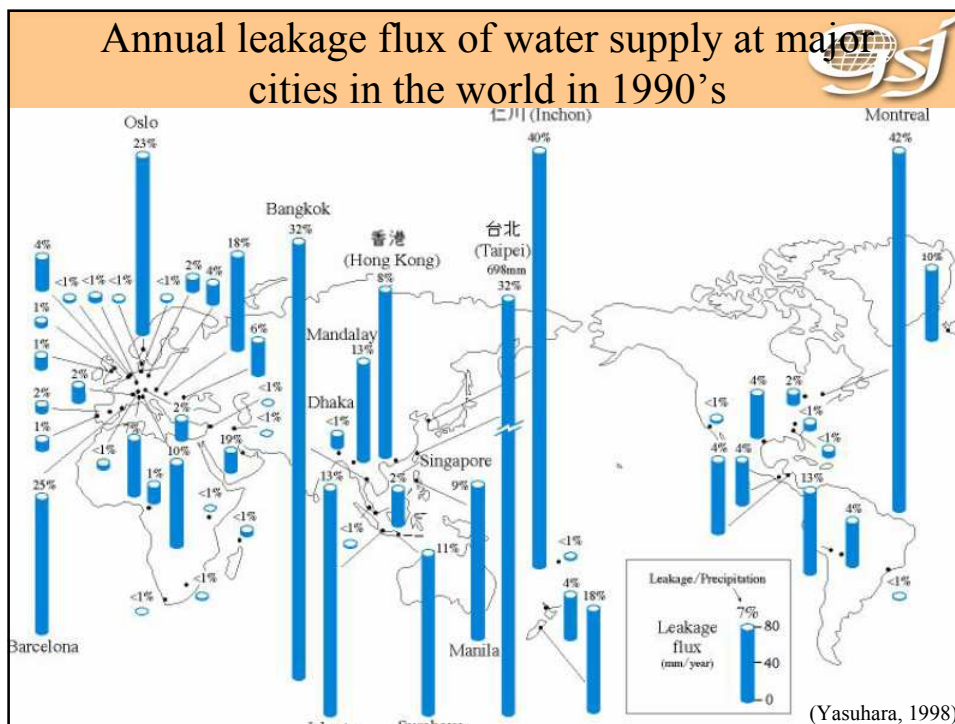 Annual leakage flux of water supply at major
cities in the world in 1990's
GSJ
Oslo
23%
仁川 (Inchon)
40%
Montreal
42%
Bangkok
32%
香港
(Hong Kong)
8%
台北
(Taipei)
698mm
32%
4%
<1%
<1%
<1%
<1%
2%
4%
18%
10%
1%
1%
2%
2%
1%
6%
<1%
<1%
2%
19%
Mandalay
13%
Dhaka
<1%
Singapore
2%
9%
4%
2%
<1%
<1%
<1%
4%
4%
7%
<1%
1%
10%
<1%
<1%
13%
<1%
13%
4%
25%
<1%
<1%
11%
<1%
4%
18%
<1%
Leakage/Precipitation
7%
Leakage
flux
(mm/year)
80
40
0
Barcelona
Manila
(Yasuhara, 1998)